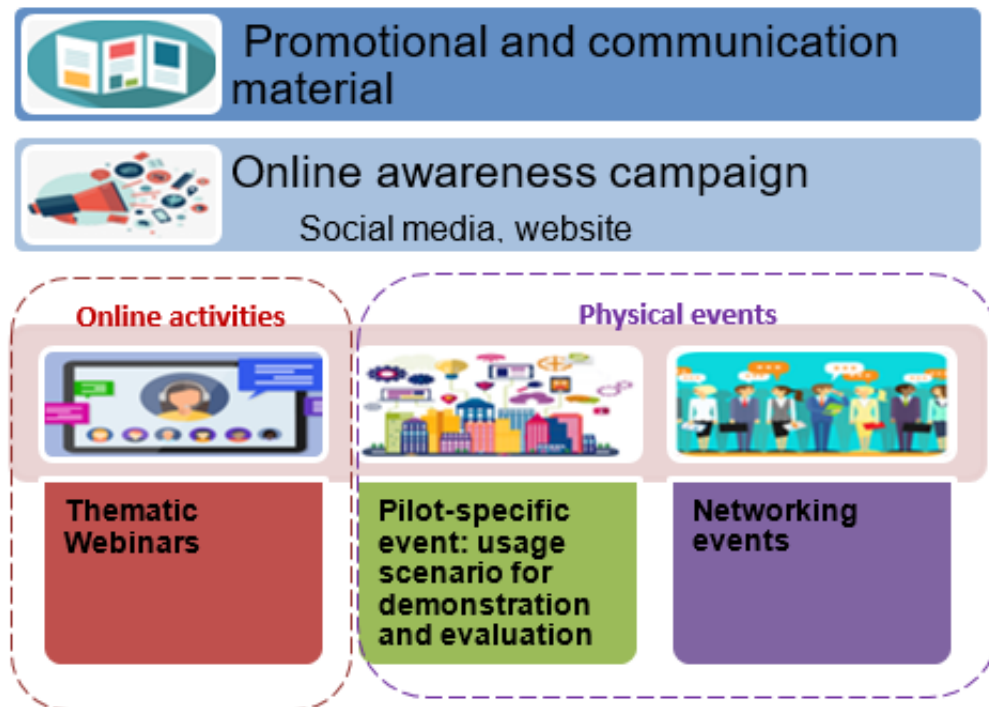 Promotional and communication
material
Online awareness campaign
Social media, website
Online activities
Physical events
Thematic
Webinars
Pilot-specific
event: usage
scenario for
demonstration
and evaluation
Networking
events